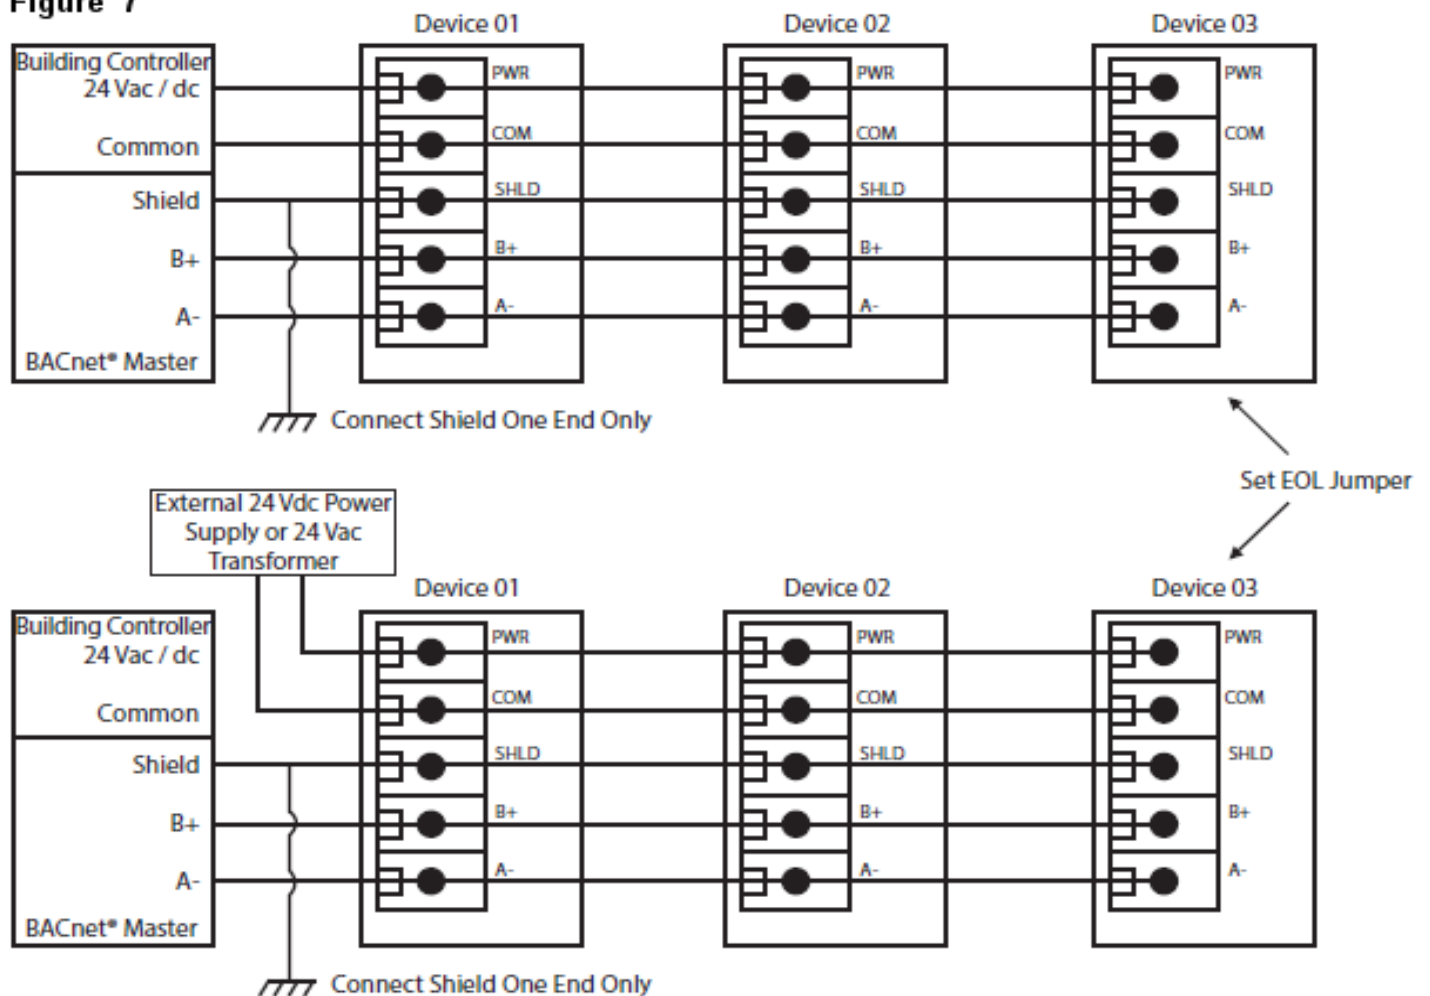 Figure 7
Device 01
Device 02
Device 03
Building Controller
24 Vac / dc
Common
Shield
B+
A-
BACnet® Master
PWR
COM
SHLD
B+
A-
PWR
COM
SHLD
B+
A-
PWR
COM
SHLD
B+
A-
Connect Shield One End Only
Set EOL Jumper
External 24 Vdc Power
Supply or 24 Vac
Transformer
Device 01
Device 02
Device 03
Building Controller
24 Vac / dc
Common
Shield
B+
A-
BACnet® Master
PWR
COM
SHLD
B+
A-
PWR
COM
SHLD
B+
A-
PWR
COM
SHLD
B+
A-
Connect Shield One End Only